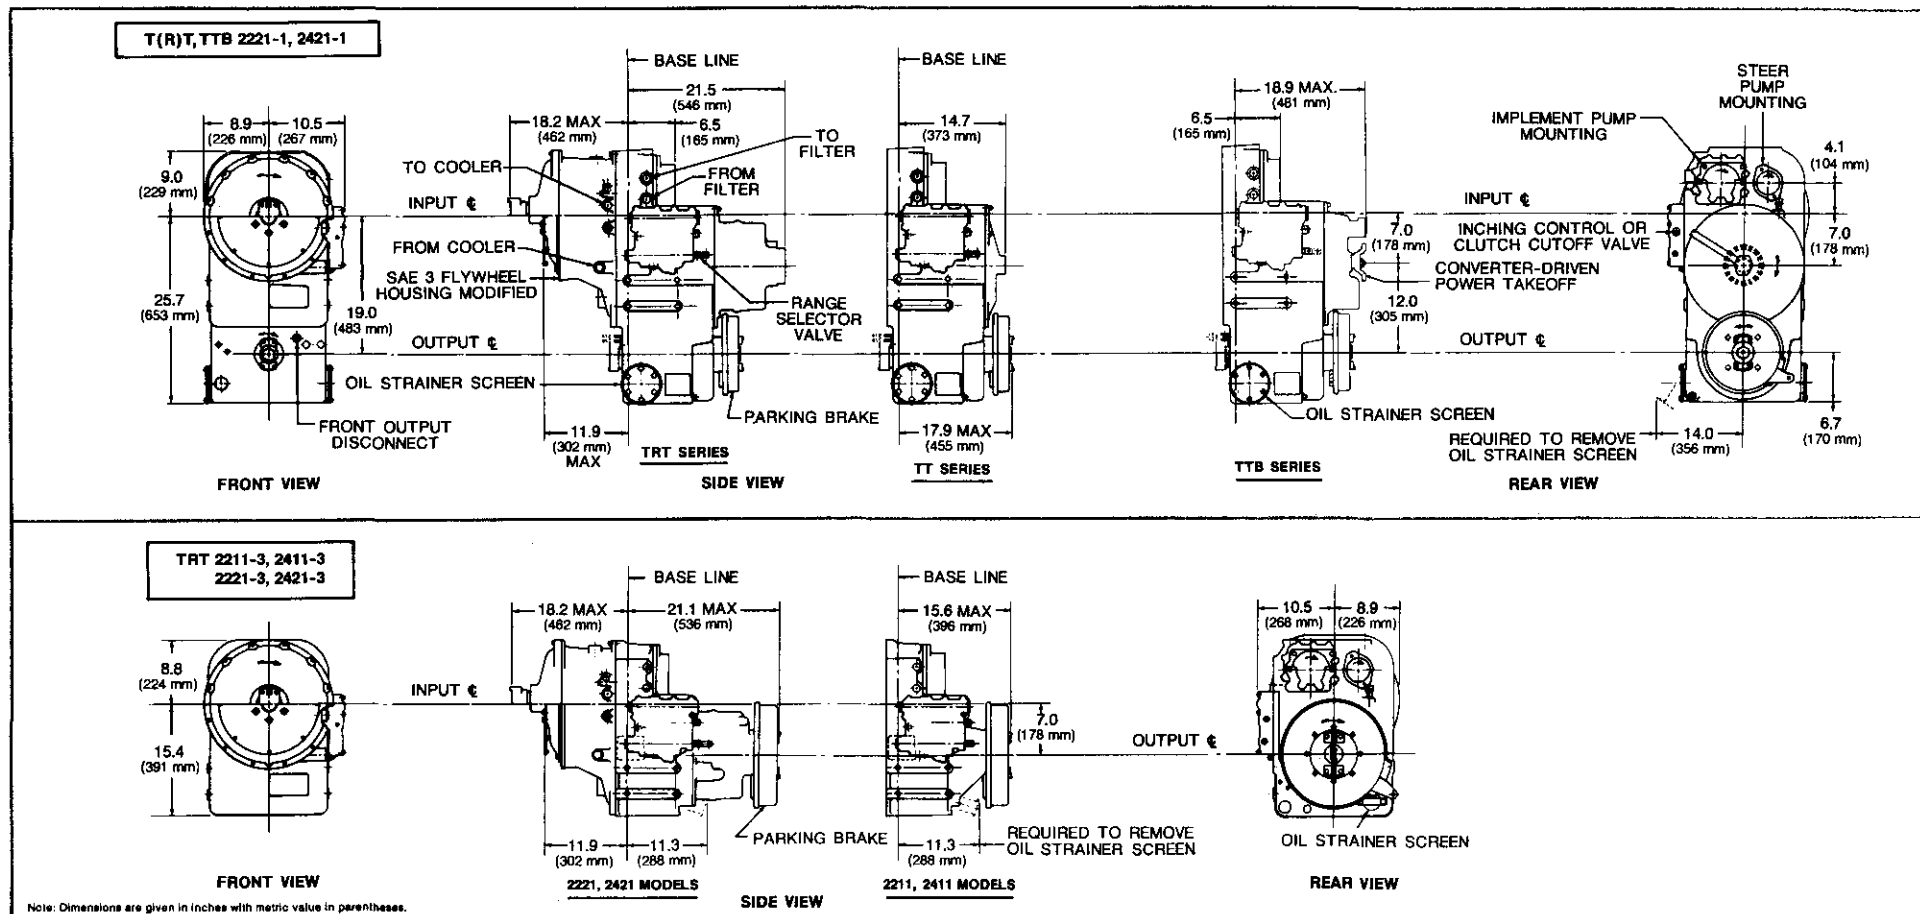 T(R)T, TTB 2221-1, 2421-1
BASE LINE
21.5
(546 mm)
18.2 MAX
(462 mm)
6.5
(165 mm)
TO FILTER
FROM FILTER
TO COOLER
INPUT ℄
FROM COOLER
SAE 3 FLYWHEEL
HOUSING MODIFIED
RANGE
SELECTOR
VALVE
OUTPUT ℄
OIL STRAINER SCREEN
PARKING BRAKE
11.9
(302 mm)
MAX
TRT SERIES
8.9
(226 mm)
10.5
(267 mm)
9.0
(229 mm)
25.7
(653 mm)
19.0
(483 mm)
FRONT OUTPUT
DISCONNECT
FRONT VIEW
SIDE VIEW
BASE LINE
14.7
(373 mm)
17.9 MAX
(455 mm)
TT SERIES
18.9 MAX.
(481 mm)
6.5
(165 mm)
7.0
(178 mm)
12.0
(305 mm)
OIL STRAINER SCREEN
TTB SERIES
STEER
PUMP
MOUNTING
IMPLEMENT PUMP
MOUNTING
4.1
(104 mm)
INPUT ℄
INCHING CONTROL OR
CLUTCH CUTOFF VALVE
7.0
(178 mm)
CONVERTER-DRIVEN
POWER TAKEOFF
OUTPUT ℄
REQUIRED TO REMOVE
OIL STRAINER SCREEN
14.0
(356 mm)
6.7
(170 mm)
REAR VIEW
TRT 2211-3, 2411-3
2221-3, 2421-3
8.8
(224 mm)
15.4
(391 mm)
FRONT VIEW
BASE LINE
18.2 MAX
(462 mm)
21.1 MAX
(536 mm)
INPUT ℄
PARKING BRAKE
11.9
(302 mm)
11.3
(288 mm)
2221, 2421 MODELS
SIDE VIEW
BASE LINE
15.6 MAX
(396 mm)
7.0
(178 mm)
OUTPUT ℄
REQUIRED TO REMOVE
OIL STRAINER SCREEN
11.3
(288 mm)
2211, 2411 MODELS
10.5
(268 mm)
8.9
(226 mm)
OIL STRAINER SCREEN
REAR VIEW
Note: Dimensions are given in inches with metric value in parentheses.